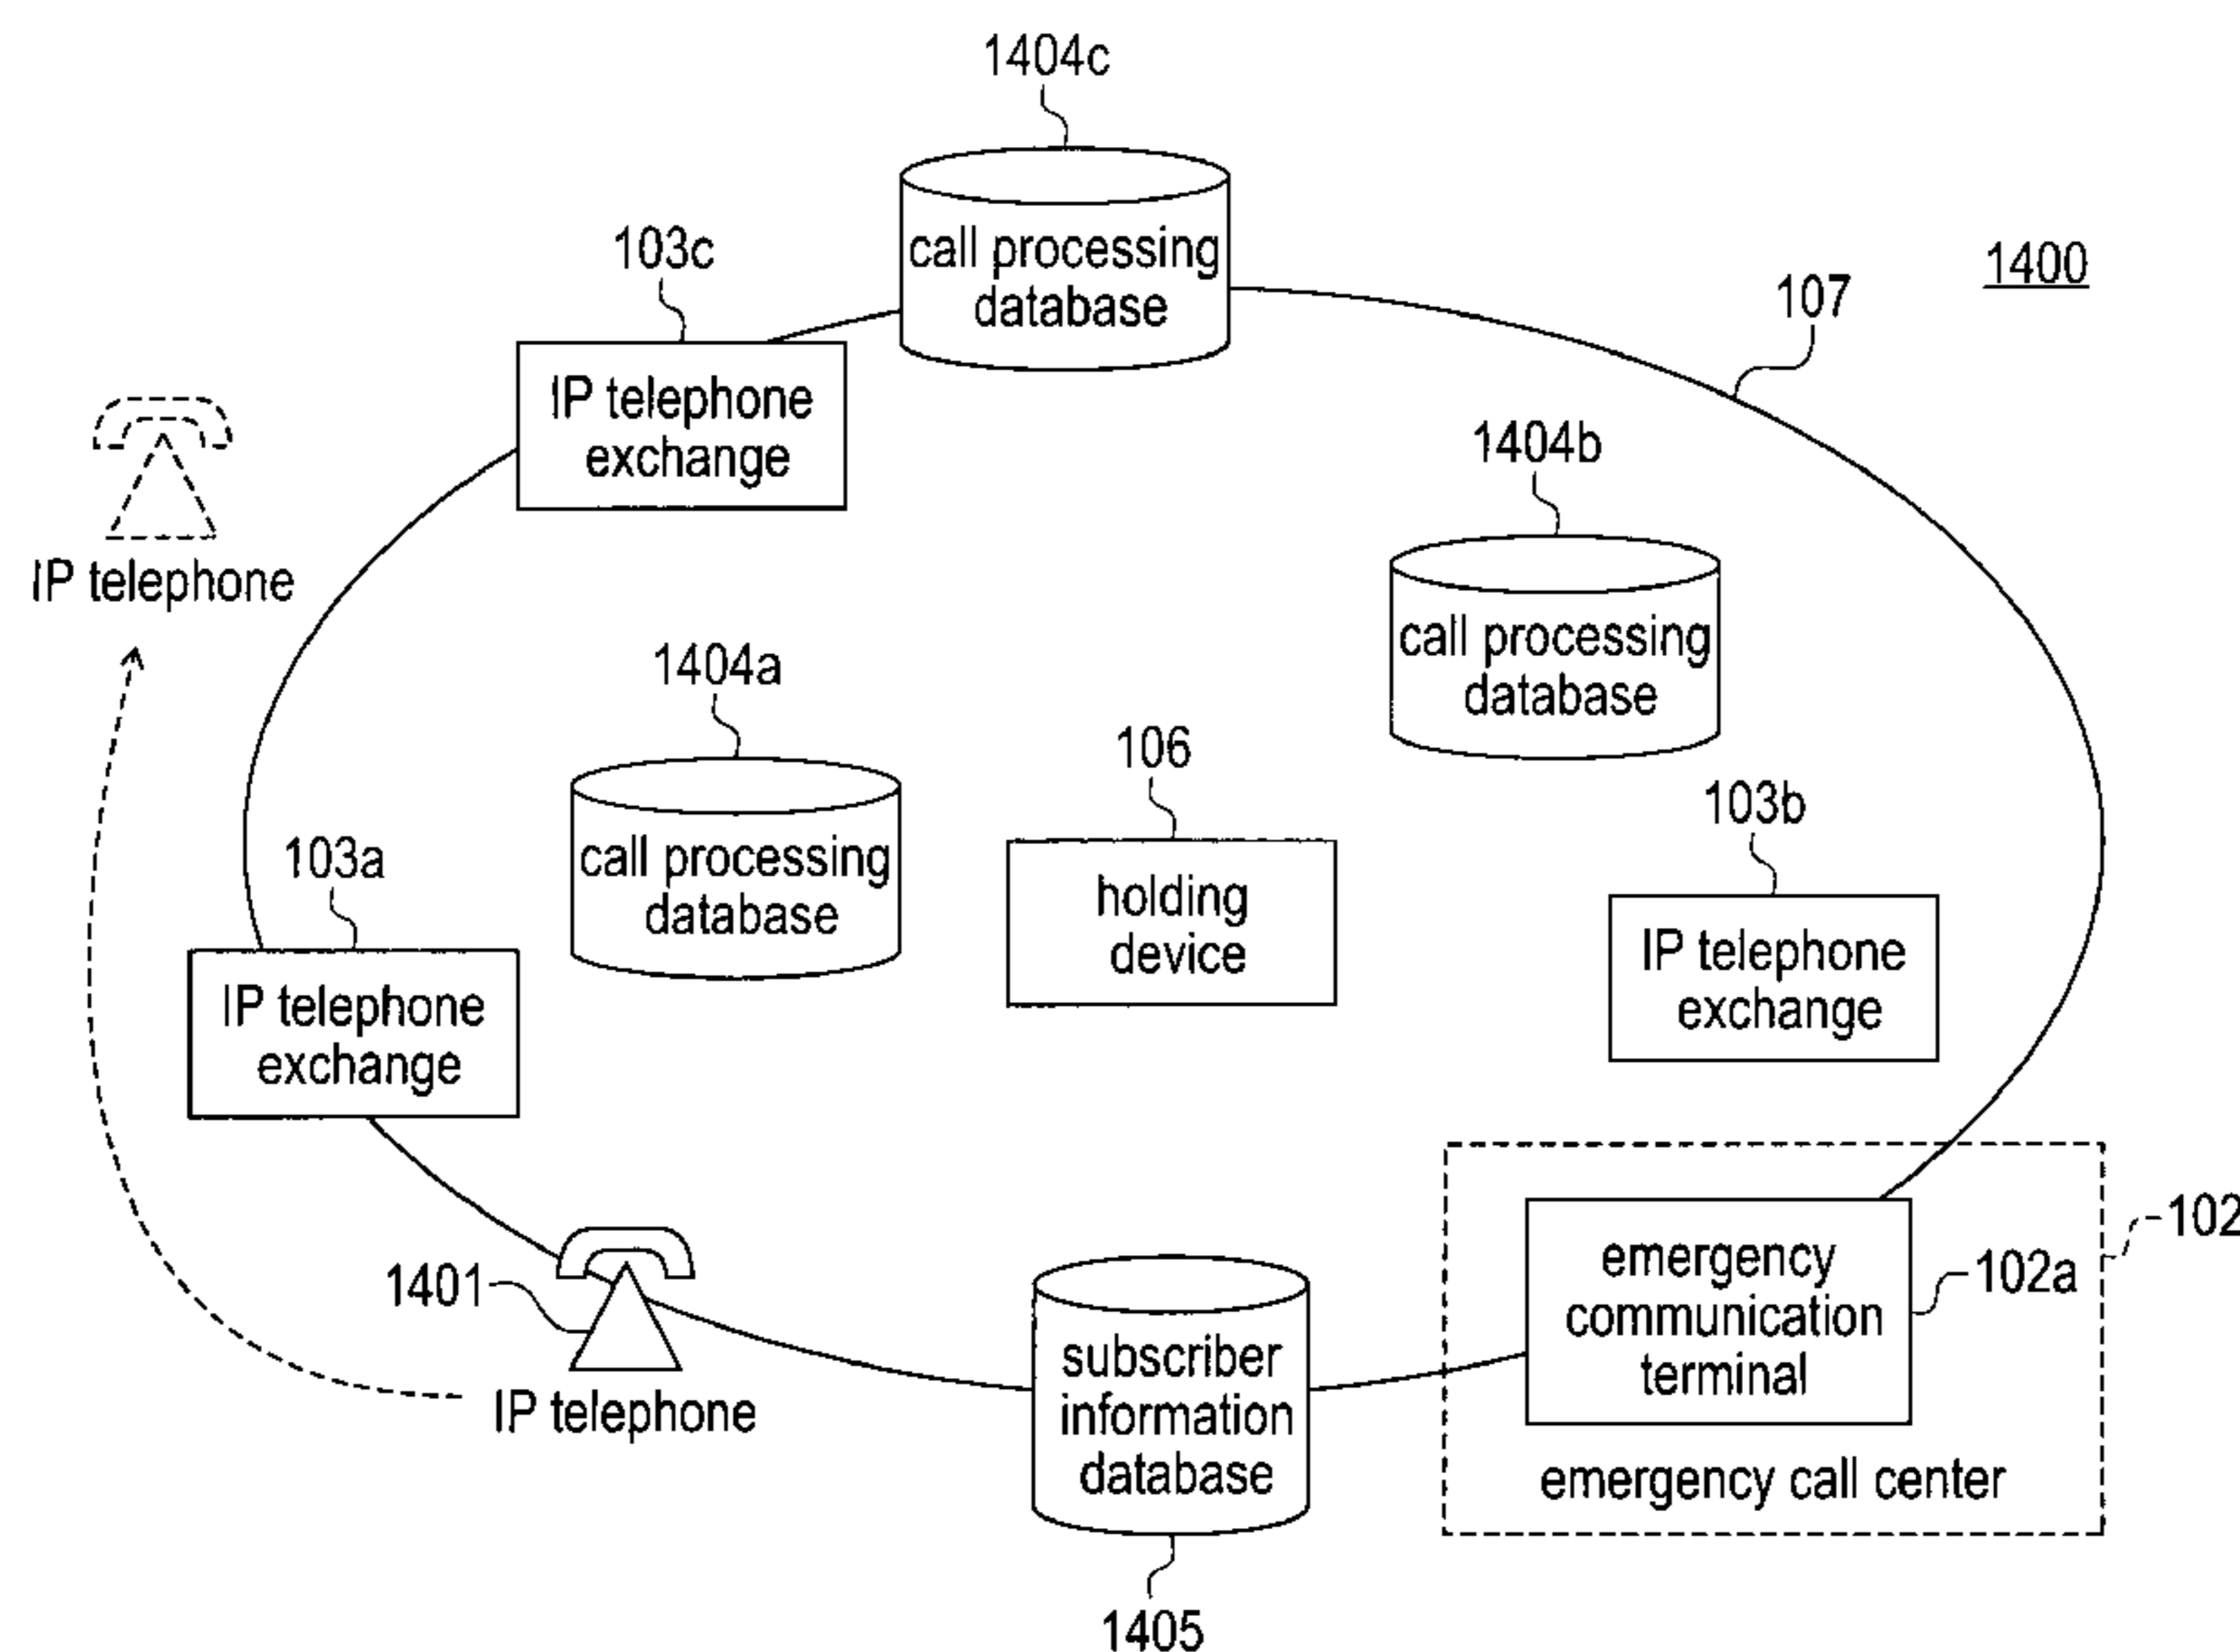 1404c
call processing
database
103c
IP telephone
exchange
1400
107
IP telephone
1404b
call processing
database
1404a
call processing
database
106
holding
device
103b
IP telephone
exchange
103a
IP telephone
exchange
1401
IP telephone
subscriber
information
database
1405
emergency
communication
terminal
102a
102
emergency call center